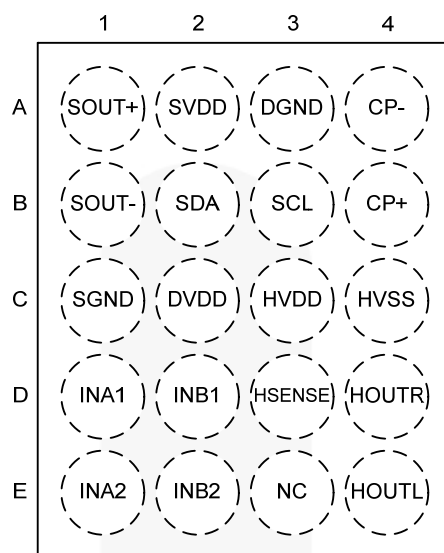 1 2 3 4
A SOUT+ SVDD DGND CP-
B SOUT- SDA SCL CP+
C SGND DVDD HVDD HVSS
D INA1 INB1 HSENSE HOUTR
E INA2 INB2 NC HOUTL